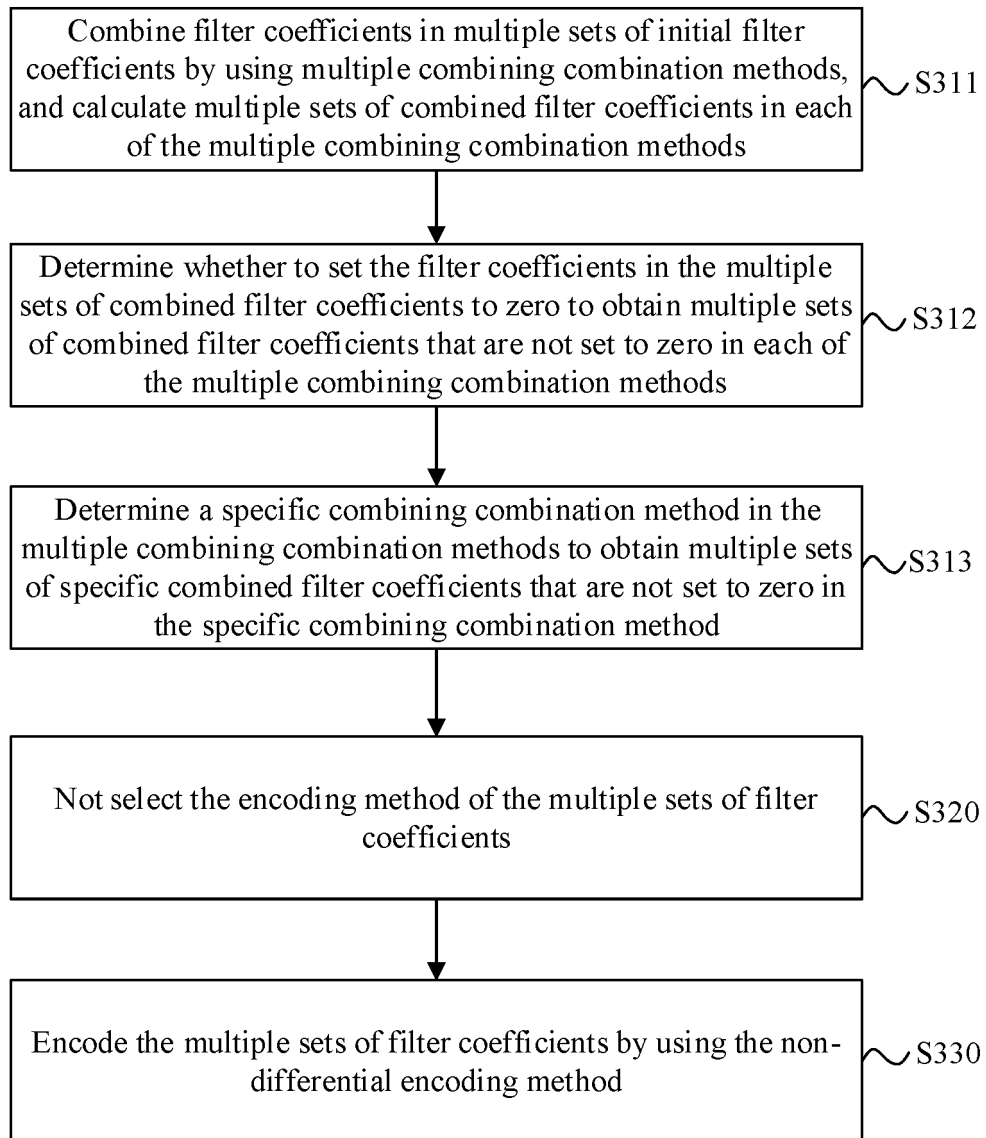 Combine filter coefficients in multiple sets of initial filter
coefficients by using multiple combining combination methods,
and calculate multiple sets of combined filter coefficients in each
of the multiple combining combination methods
S311
Determine whether to set the filter coefficients in the multiple
sets of combined filter coefficients to zero to obtain multiple sets
of combined filter coefficients that are not set to zero in each of
the multiple combining combination methods
S312
Determine a specific combining combination method in the
multiple combining combination methods to obtain multiple sets
of specific combined filter coefficients that are not set to zero in
the specific combining combination method
S313
Not select the encoding method of the multiple sets of filter
coefficients
S320
Encode the multiple sets of filter coefficients by using the non-
differential encoding method
S330